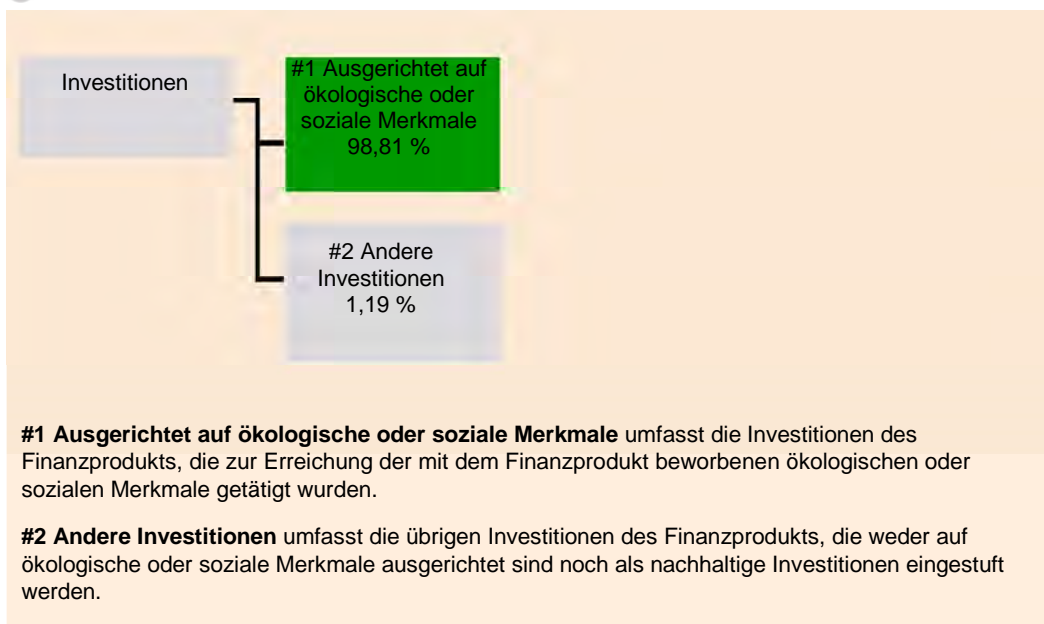 Investitionen
#1 Ausgerichtet auf
ökologische oder
soziale Merkmale
98,81 %
#2 Andere
Investitionen
1,19 %
#1 Ausgerichtet auf ökologische oder soziale Merkmale umfasst die Investitionen des
Finanzprodukts, die zur Erreichung der mit dem Finanzprodukt beworbenen ökologischen oder
sozialen Merkmale getätigt wurden.
#2 Andere Investitionen umfasst die übrigen Investitionen des Finanzprodukts, die weder auf
ökologische oder soziale Merkmale ausgerichtet sind noch als nachhaltige Investitionen eingestuft
werden.